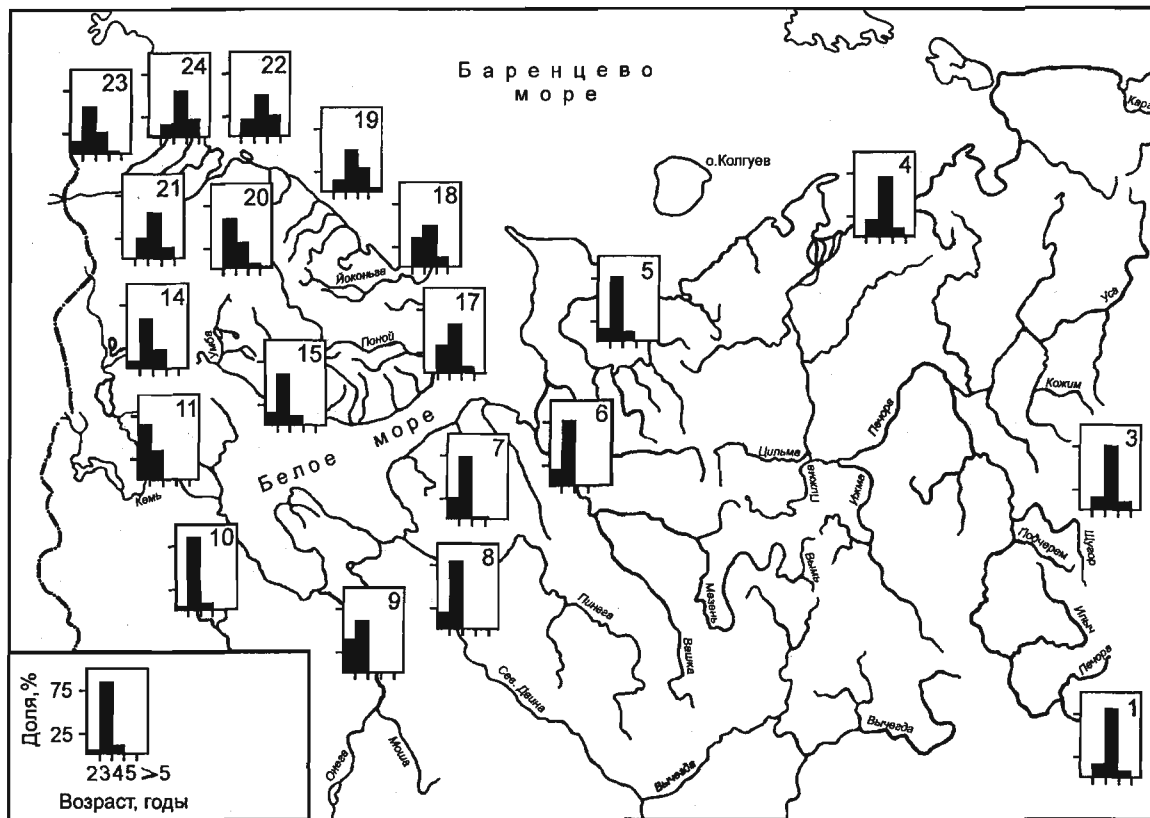 Баренцево
море
23
24
22
19
о.Колгуев
4
Кара
21
20
18
Йоконьга
5
Уса
14
17
Умба
Поной
15
Кожим
11
Белое море
7
6
Цильма
Печора
3
Пижма
Ижма
Кемь
10
8
Щугор
Подчерем
Вымь
Мезень
9
Пинега
Вашка
Илыч
Печора
Сев. Двина
1
Вычегда
Вычегда
Онега
Моша
Доля,%
75
25
2345 >5
Возраст, годы